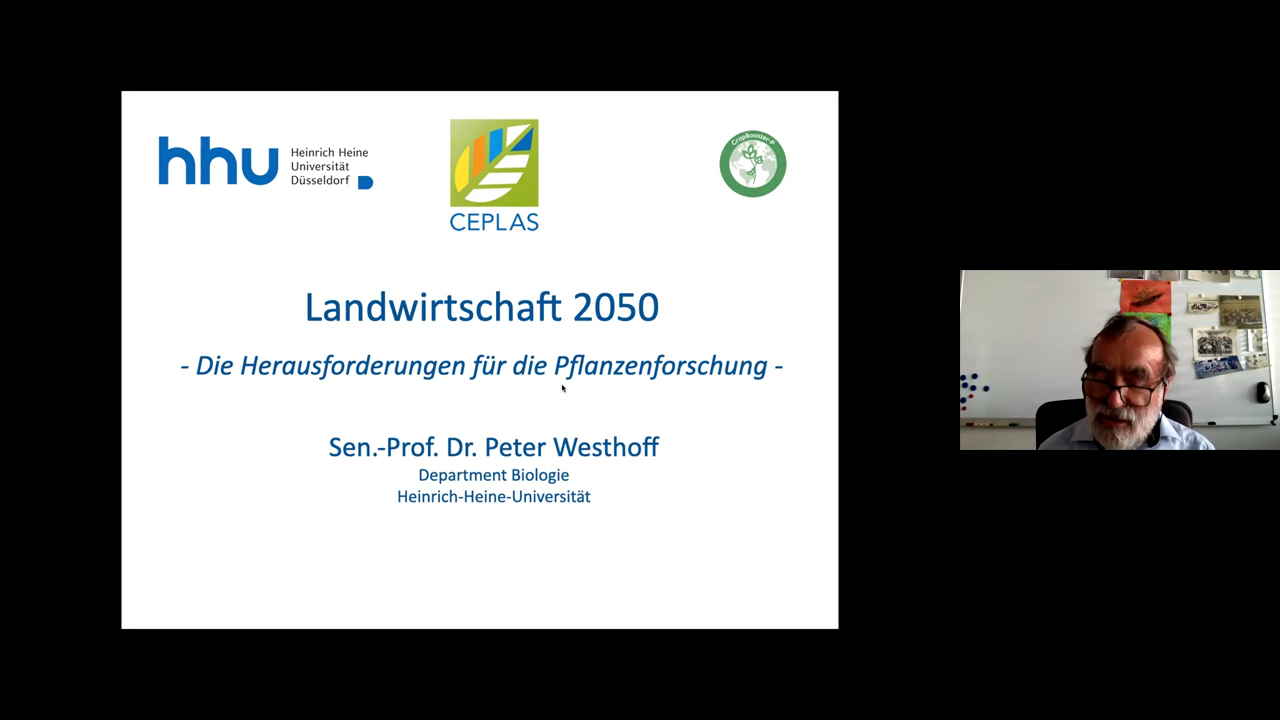 hhu
Heinrich Heine
Universität
Düsseldorf
CEPLAS
CropBooster-P
Landwirtschaft 2050
- Die Herausforderungen für die Pflanzenforschung -
Sen.-Prof. Dr. Peter Westhoff
Department Biologie
Heinrich-Heine-Universität